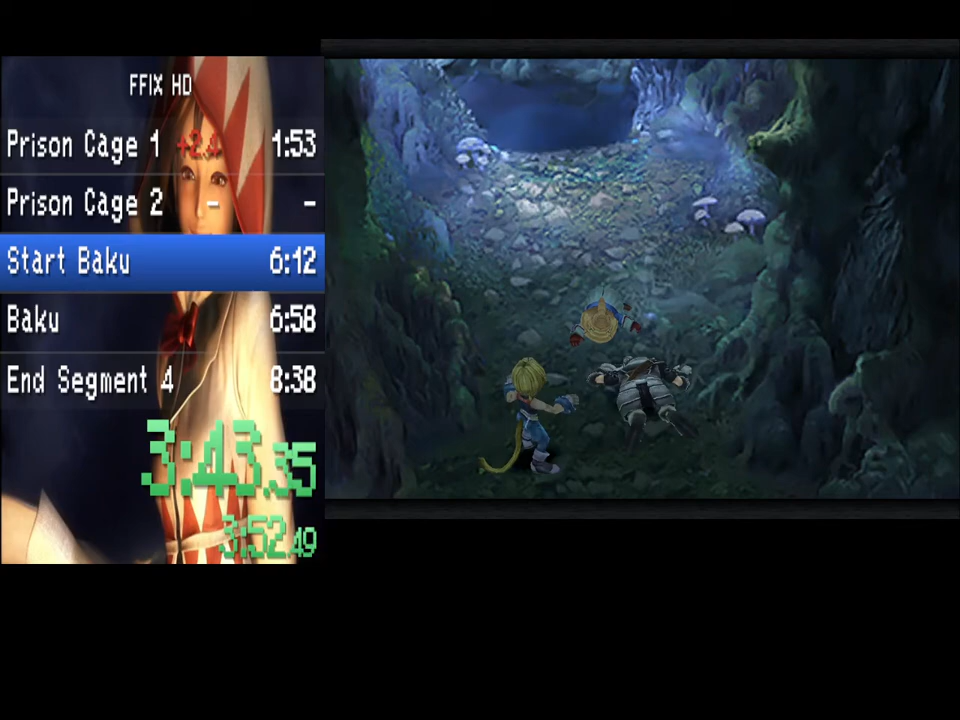 FFIX HD
Prison Cage 1 +2.4 1:53
Prison Cage 2 - -
Start Baku 6:12
Baku 6:58
End Segment 4 8:38
3:43.35
3:52.49